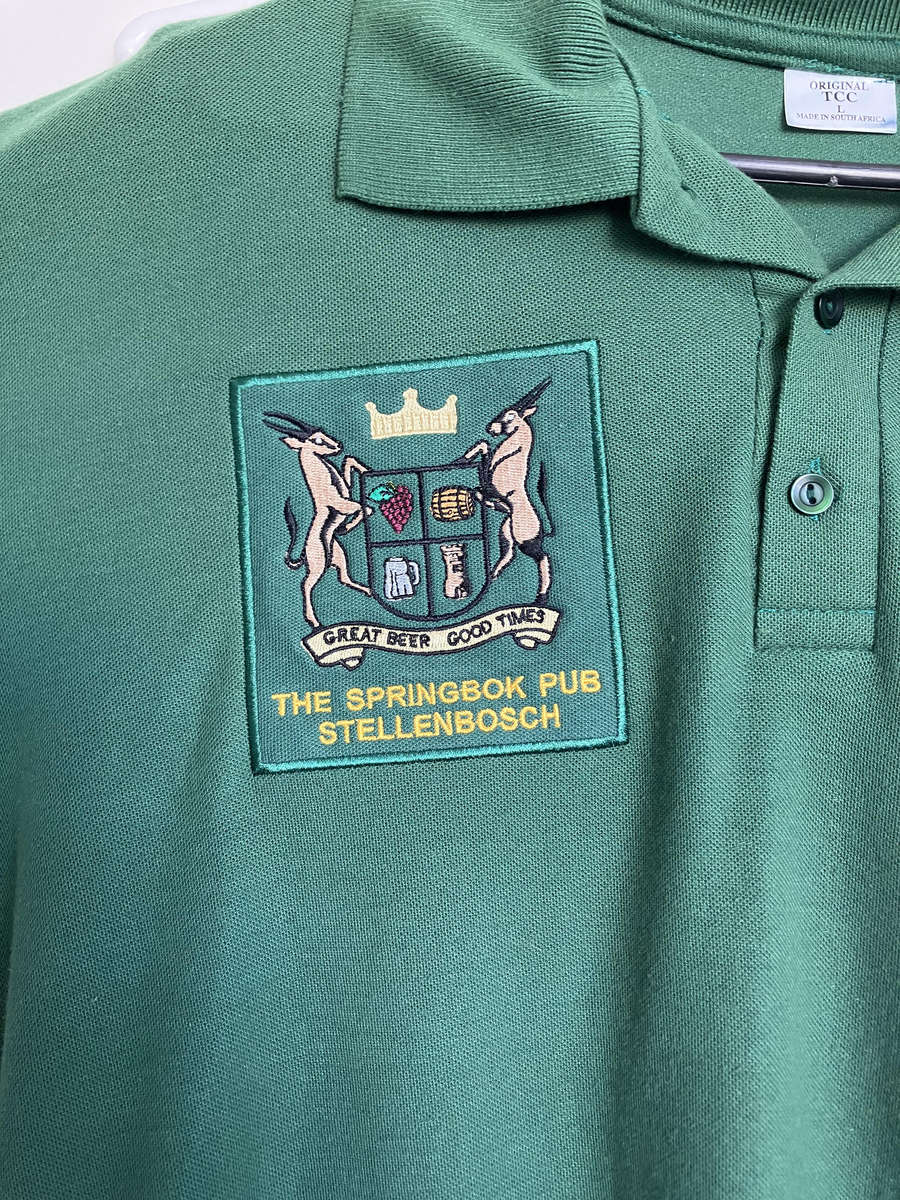 ORIGINAL
TCC
L
MADE IN SOUTH AFRICA
GREAT BEER GOOD TIMES
THE SPRINGBOK PUB
STELLENBOSCH